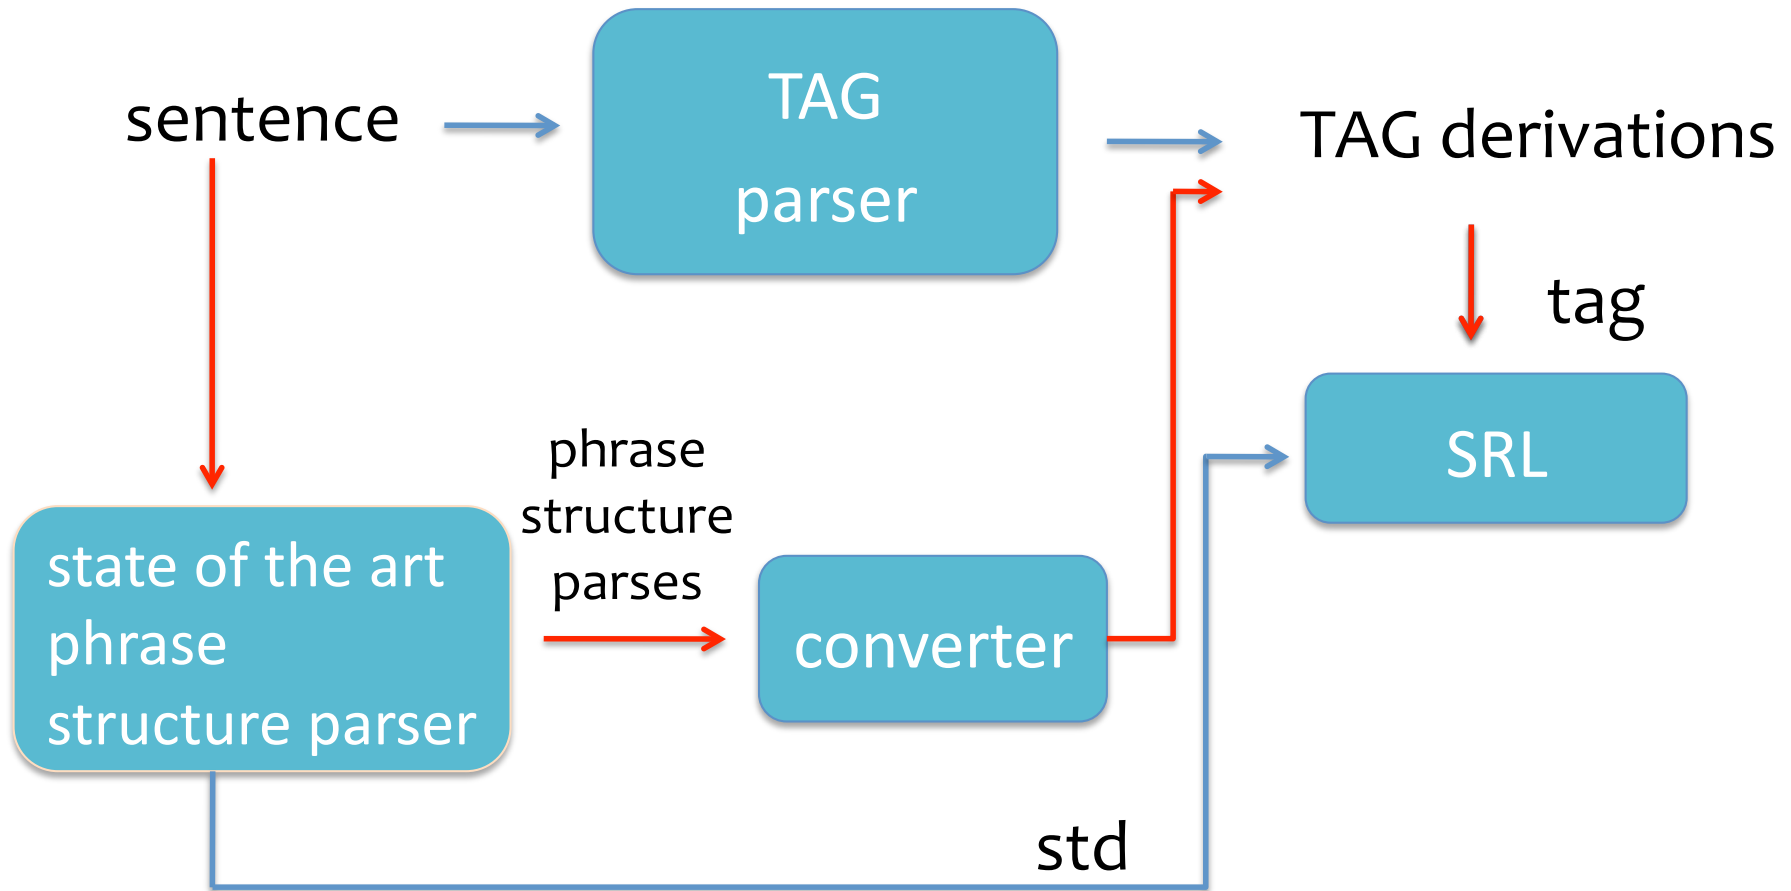 sentence
TAG
parser
TAG derivations
tag
SRL
phrase
structure
parses
state of the art
phrase
structure parser
converter
std